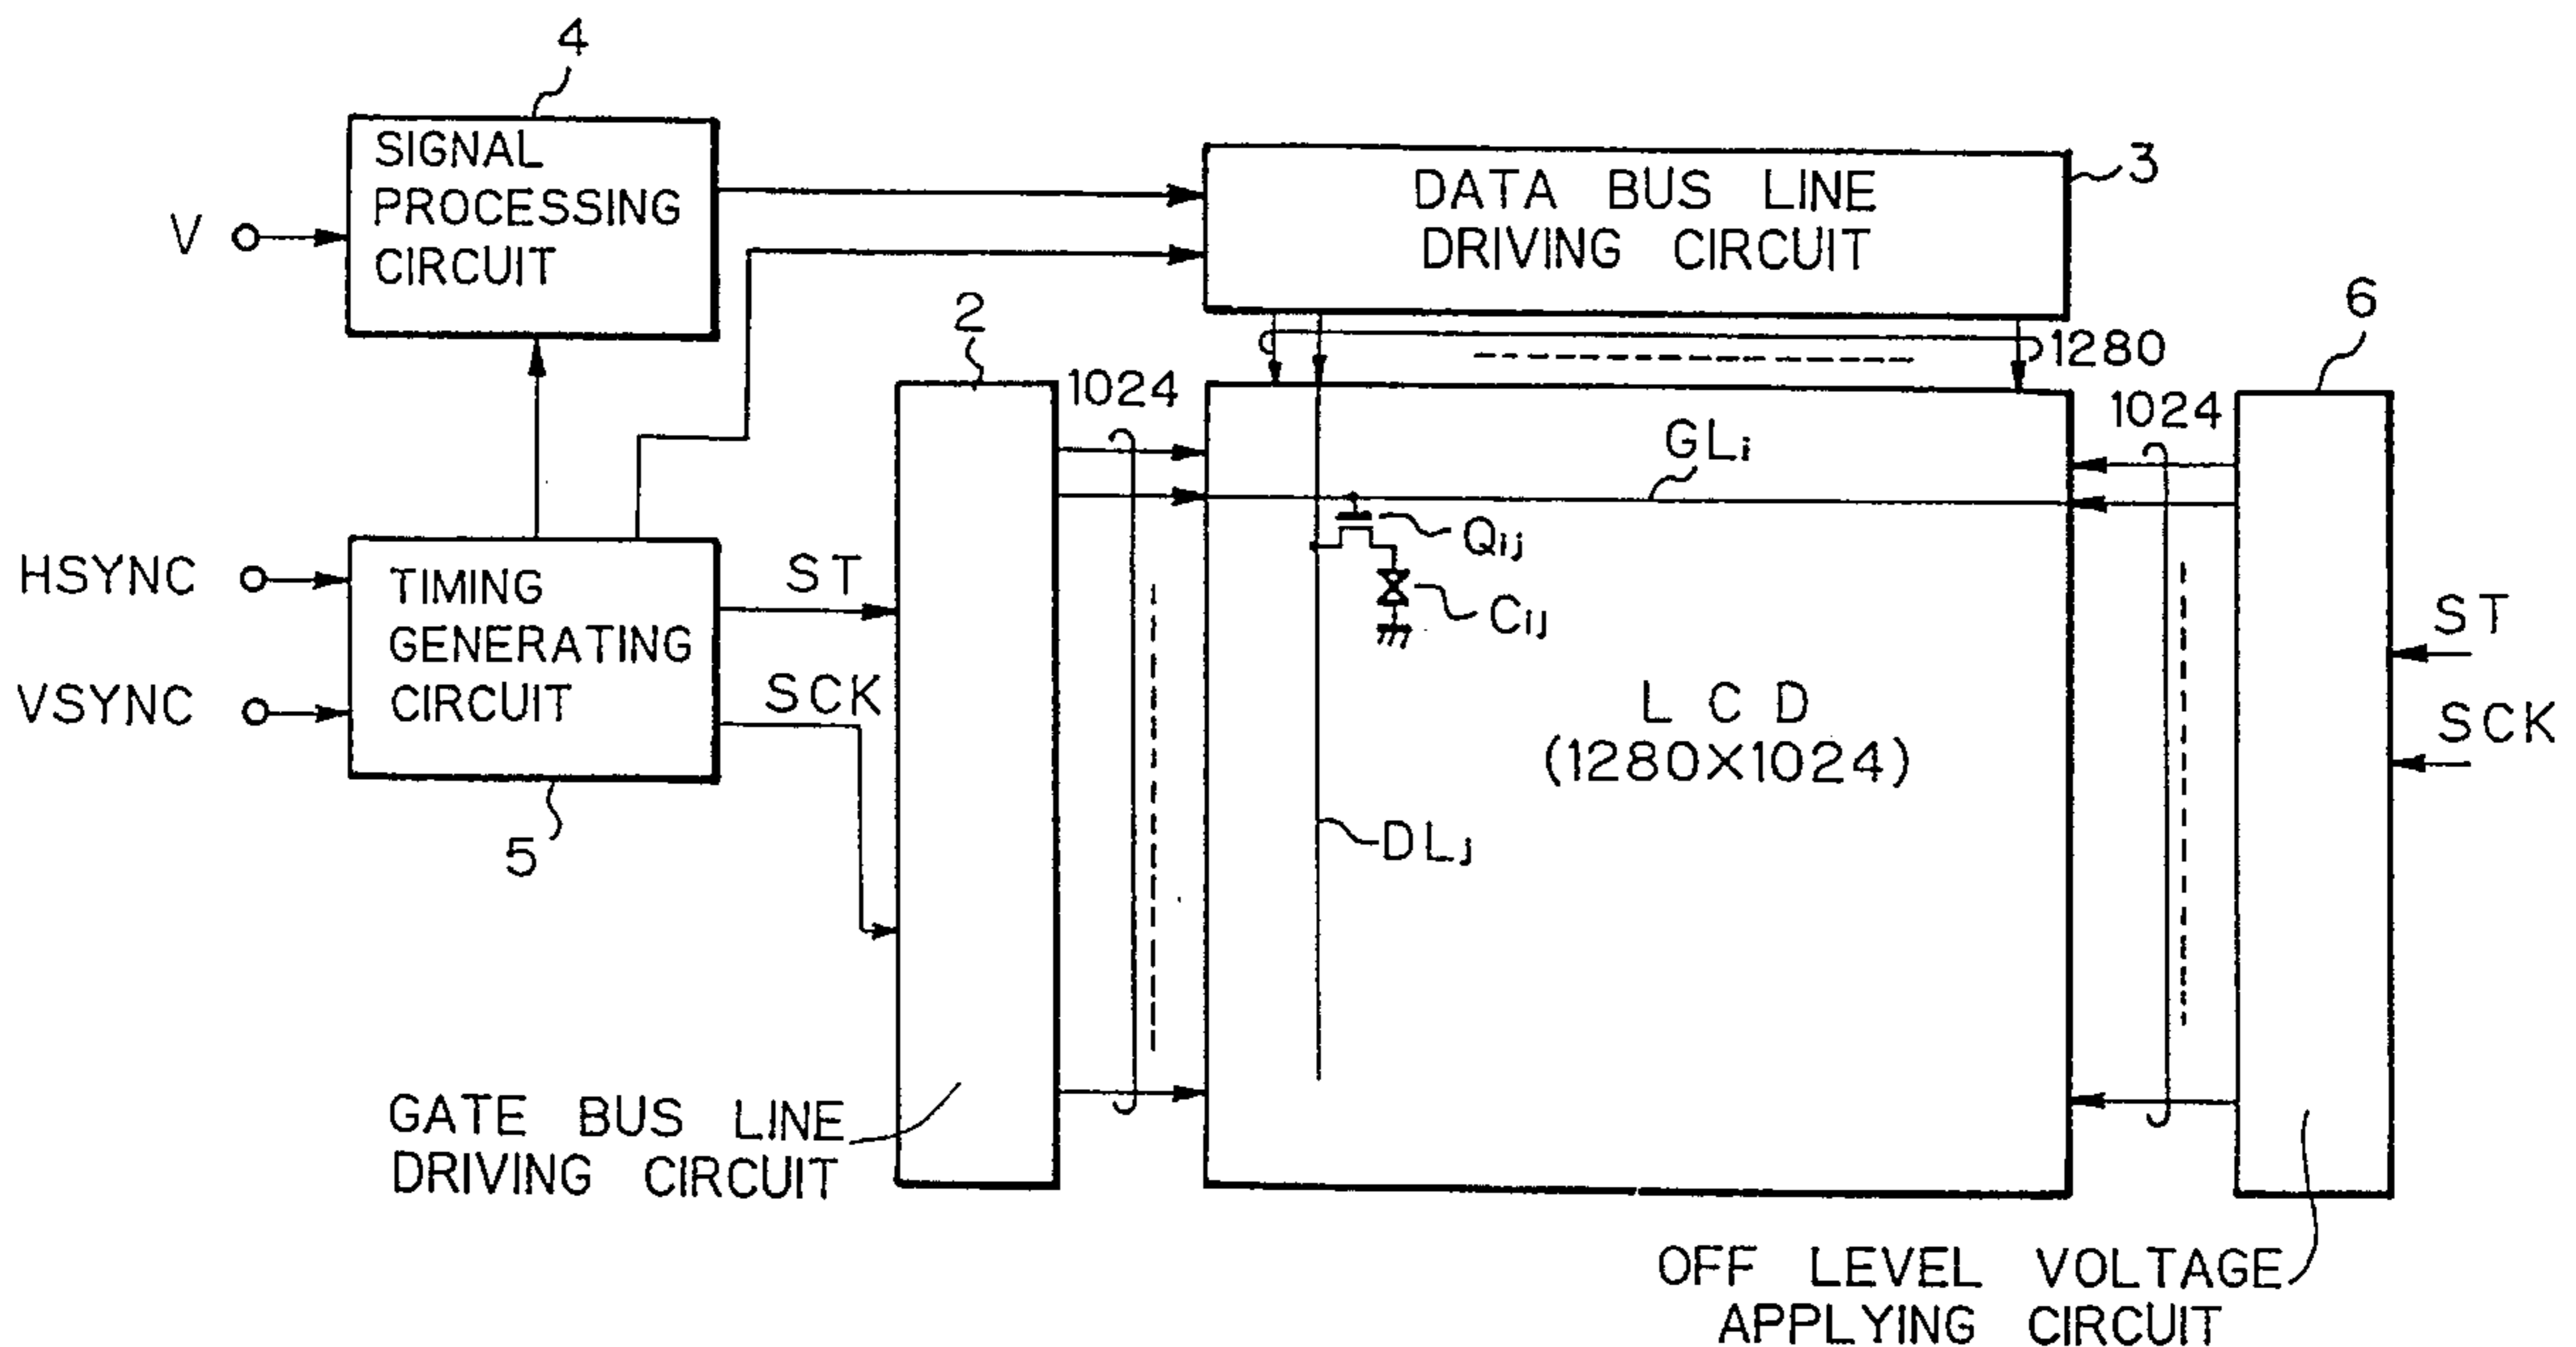 4
SIGNAL
PROCESSING
CIRCUIT
V
DATA BUS LINE
DRIVING CIRCUIT
3
2
1280
6
1024
1024
GLi
Qij
HSYNC
TIMING
GENERATING
CIRCUIT
ST
Cij
ST
VSYNC
SCK
LCD
(1280X1024)
SCK
5
DLj
GATE BUS LINE
DRIVING CIRCUIT
OFF LEVEL VOLTAGE
APPLYING CIRCUIT